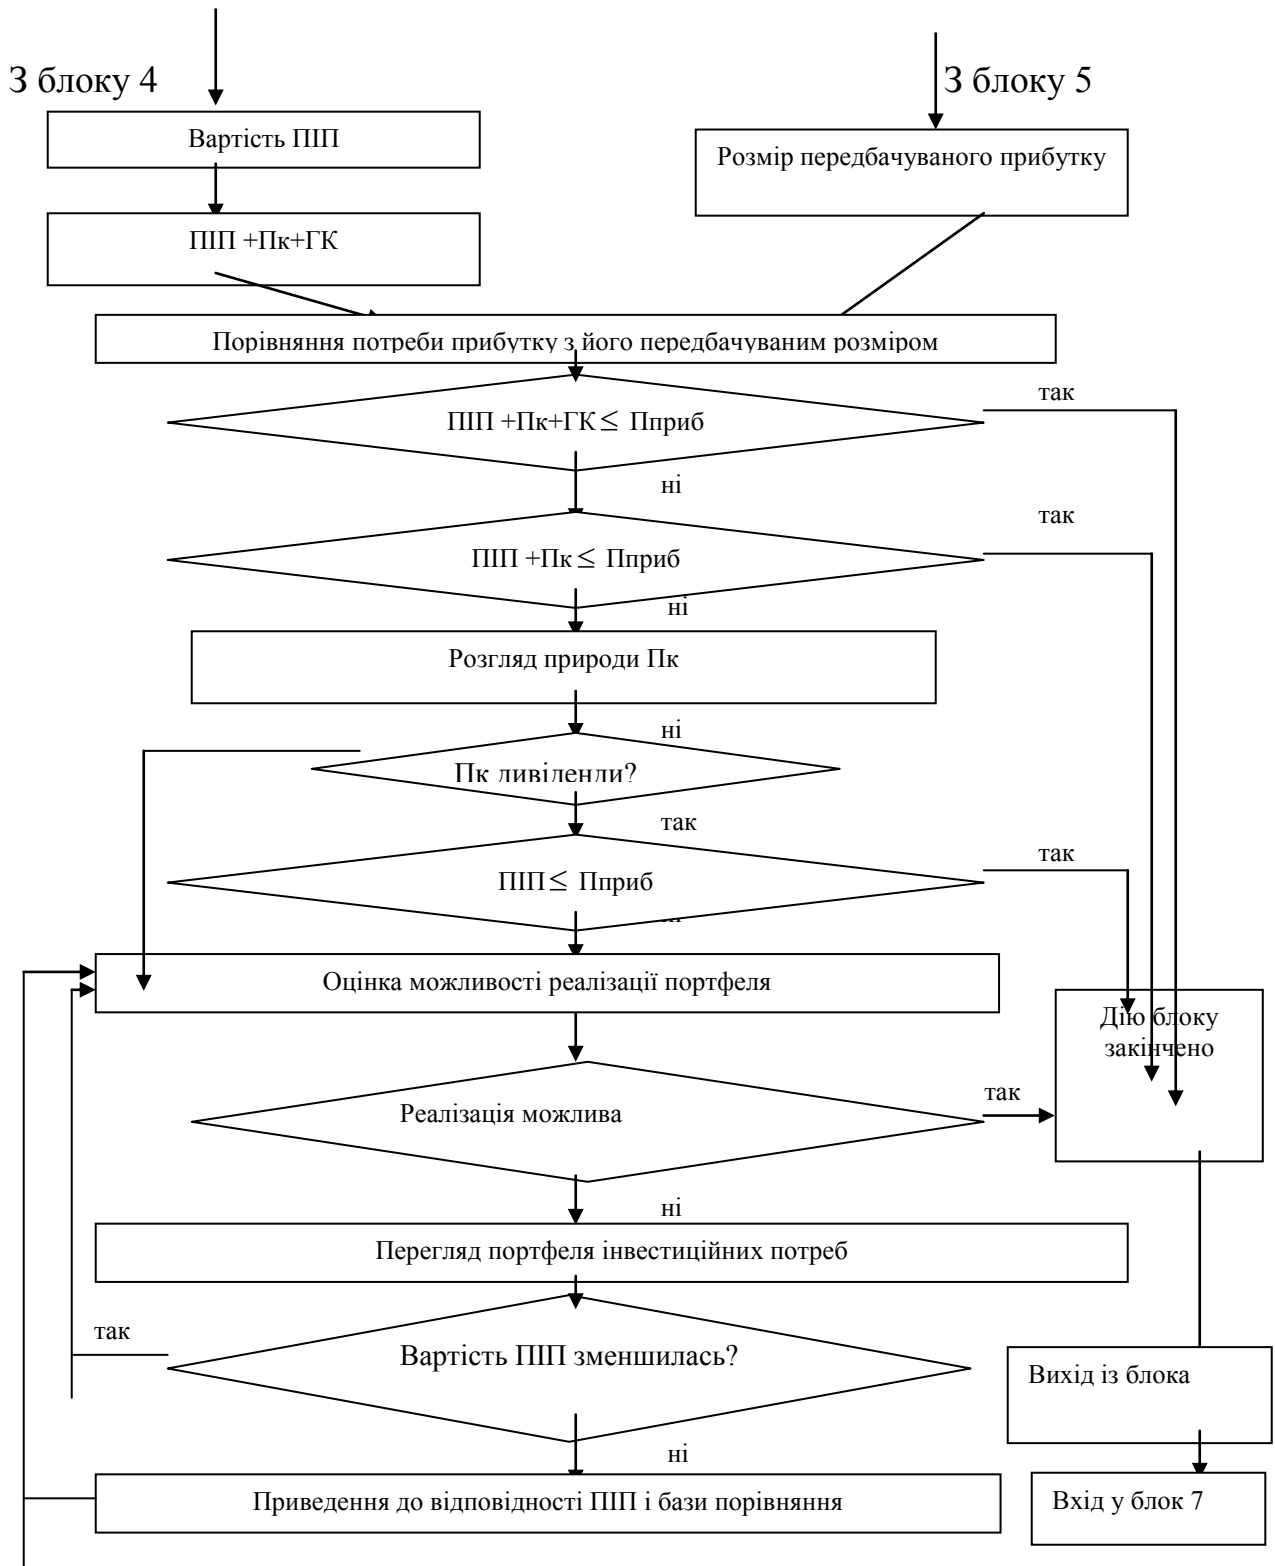 З блоку 4
З блоку 5
Вартість ПІП
Розмір передбачуваного прибутку
ПІП +Пк+ГК
Порівняння потреби прибутку з його передбачуваним розміром
так
ПІП +Пк+ГК ≤ Пприб
ні
так
ПІП +Пк ≤ Пприб
ні
Розгляд природи Пк
ні
Пк дивіденди?
так
так
ПІП ≤ Пприб
Оцінка можливості реалізації портфеля
Дію блоку
закінчено
так
Реалізація можлива
ні
Перегляд портфеля інвестиційних потреб
так
Вартість ПІП зменшилась?
Вихід із блока
ні
Приведення до відповідності ПІП і бази порівняння
Вхід у блок 7